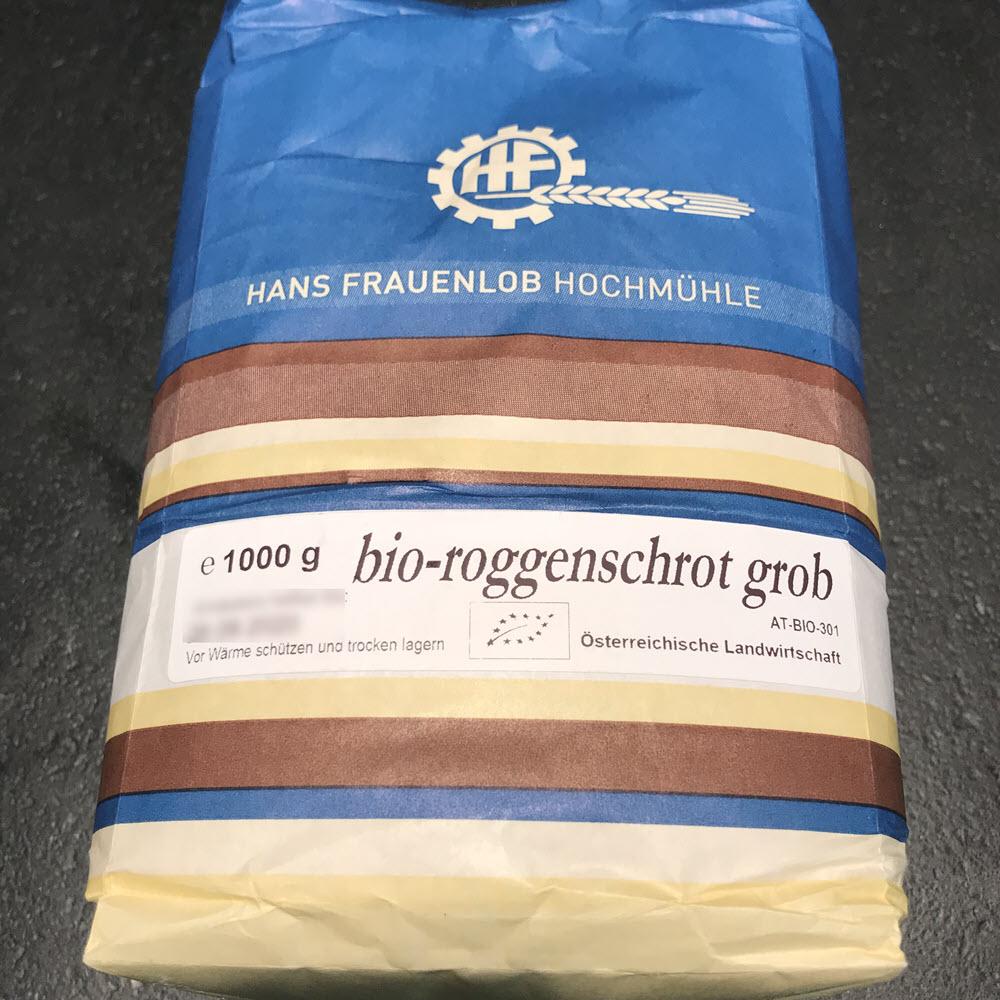 HF
HANS FRAUENLOB HOCHMÜHLE
℮ 1000 g
bio-roggenschrot grob
AT-BIO-301
Vor Wärme schützen und trocken lagern
Österreichische Landwirtschaft